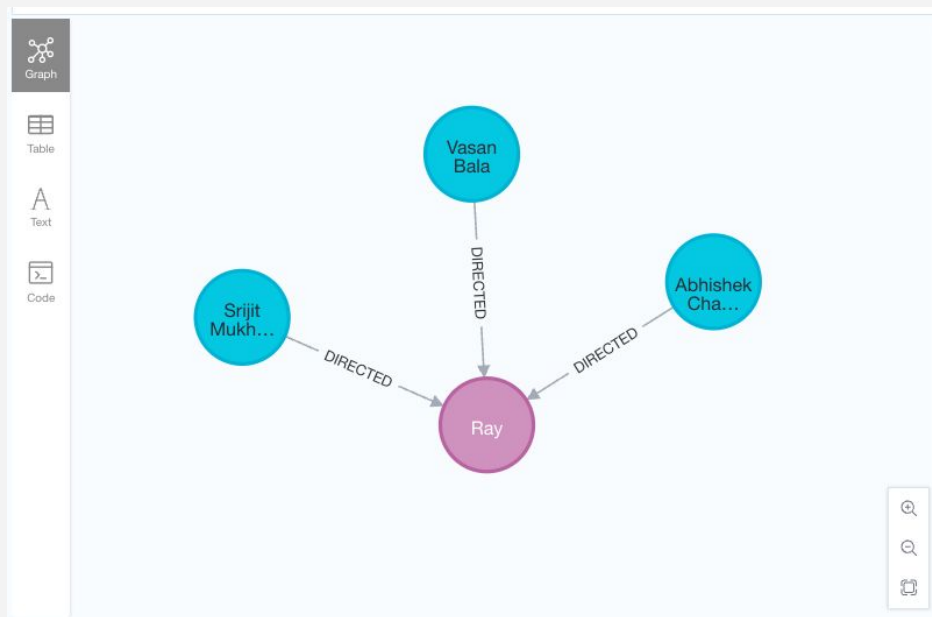 Graph
Table
Text
Code
Vasan
Bala
DIRECTED
Srijit
Mukh…
DIRECTED
Abhishek
Cha…
DIRECTED
Ray